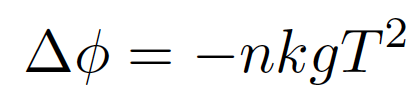 Δϕ = −nkgT²